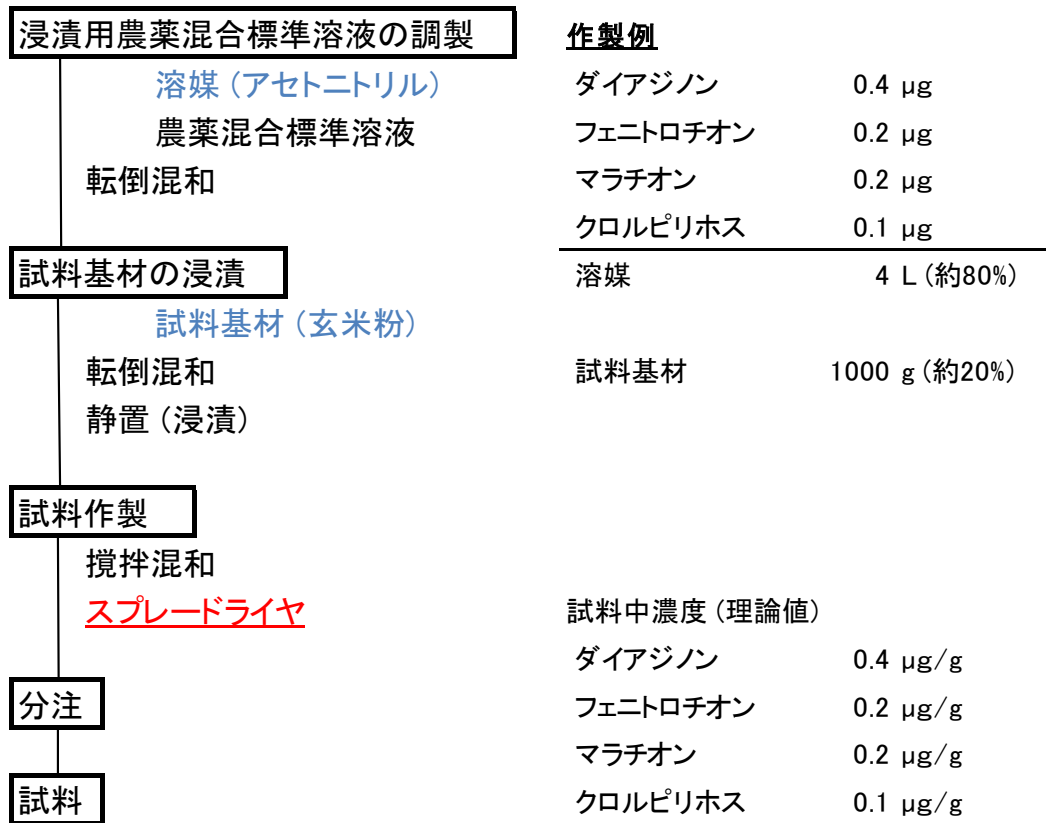 浸漬用農薬混合標準溶液の調製
溶媒（アセトニトリル）
農薬混合標準溶液
転倒混和
試料基材の浸漬
試料基材（玄米粉）
転倒混和
静置（浸漬）
試料作製
撹拌混和
スプレードライヤ
分注
試料
作製例
ダイアジノン 0.4 μg
フェニトロチオン 0.2 μg
マラチオン 0.2 μg
クロルピリホス 0.1 μg
溶媒 4 L（約80%）
試料基材 1000 g（約20%）
試料中濃度（理論値）
ダイアジノン 0.4 μg/g
フェニトロチオン 0.2 μg/g
マラチオン 0.2 μg/g
クロルピリホス 0.1 μg/g